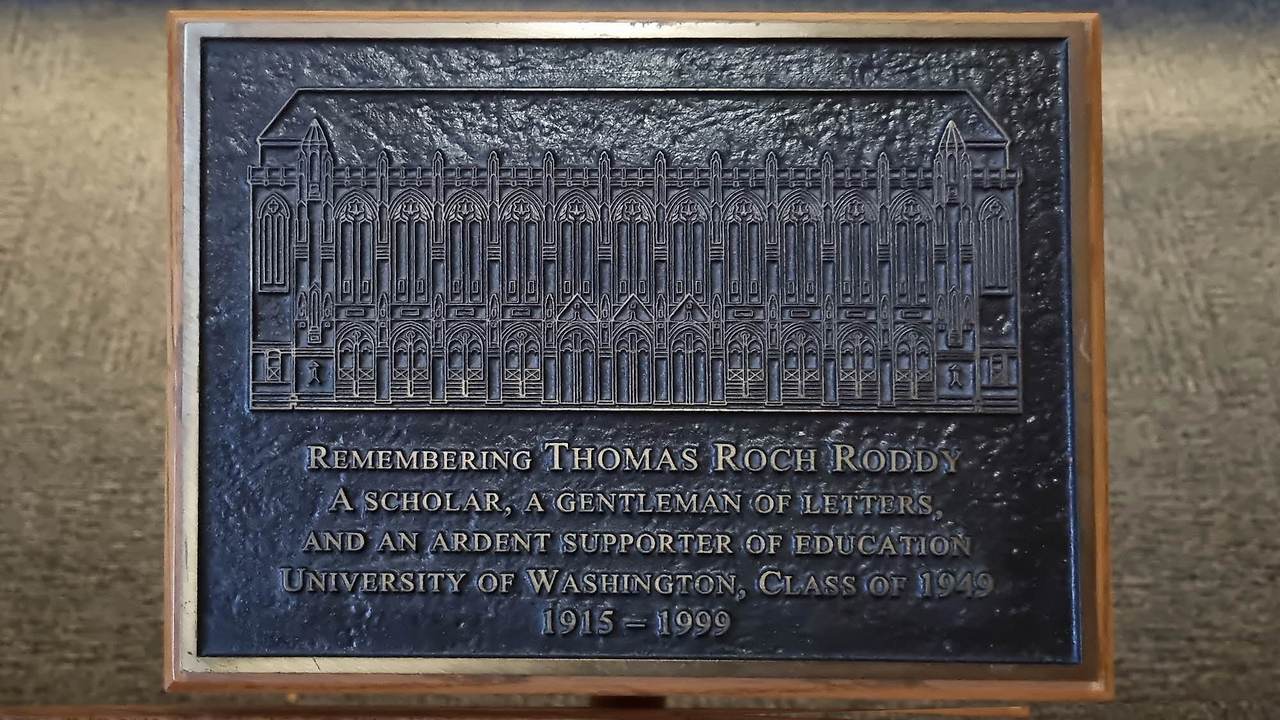 Remembering Thomas Roch Roddy
A scholar, a gentleman of letters,
and an ardent supporter of education
University of Washington, Class of 1949
1915 – 1999